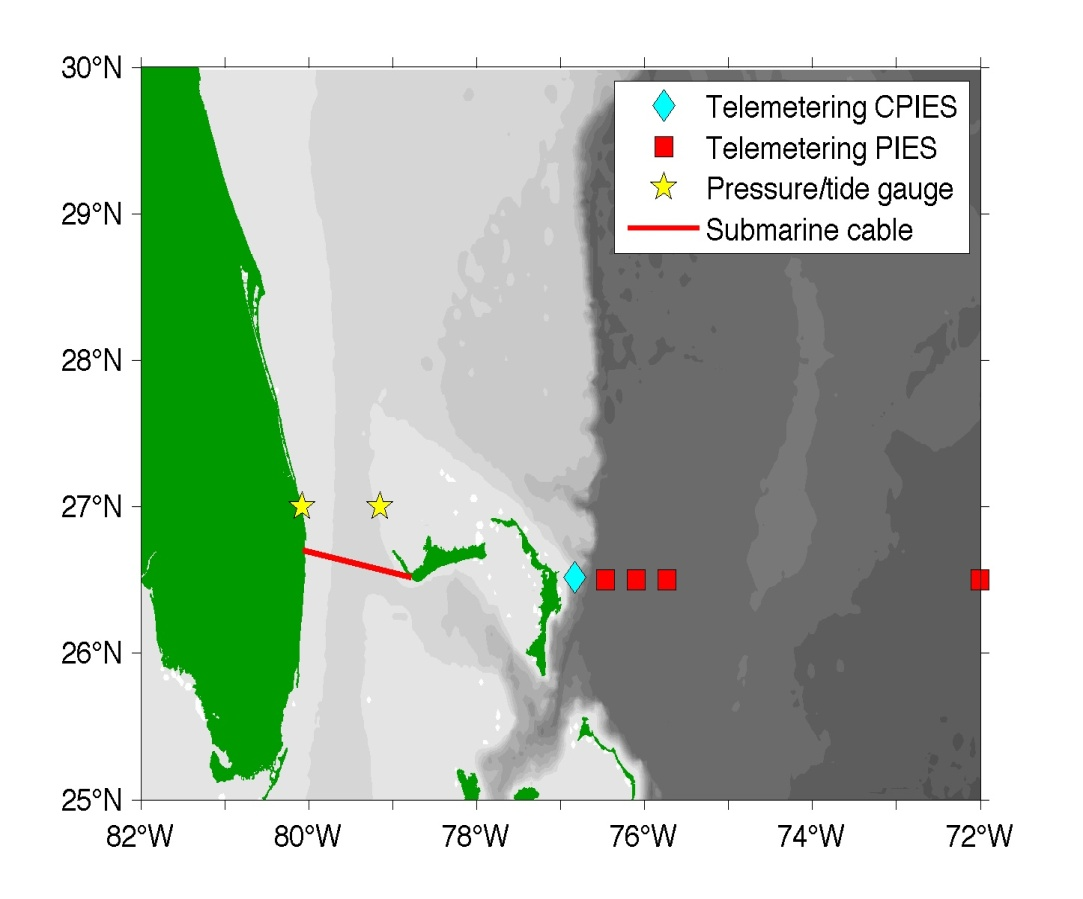 30°N
Telemetering CPIES
Telemetering PIES
Pressure/tide gauge
Submarine cable
29°N
28°N
27°N
26°N
25°N
82°W 80°W 78°W 76°W 74°W 72°W